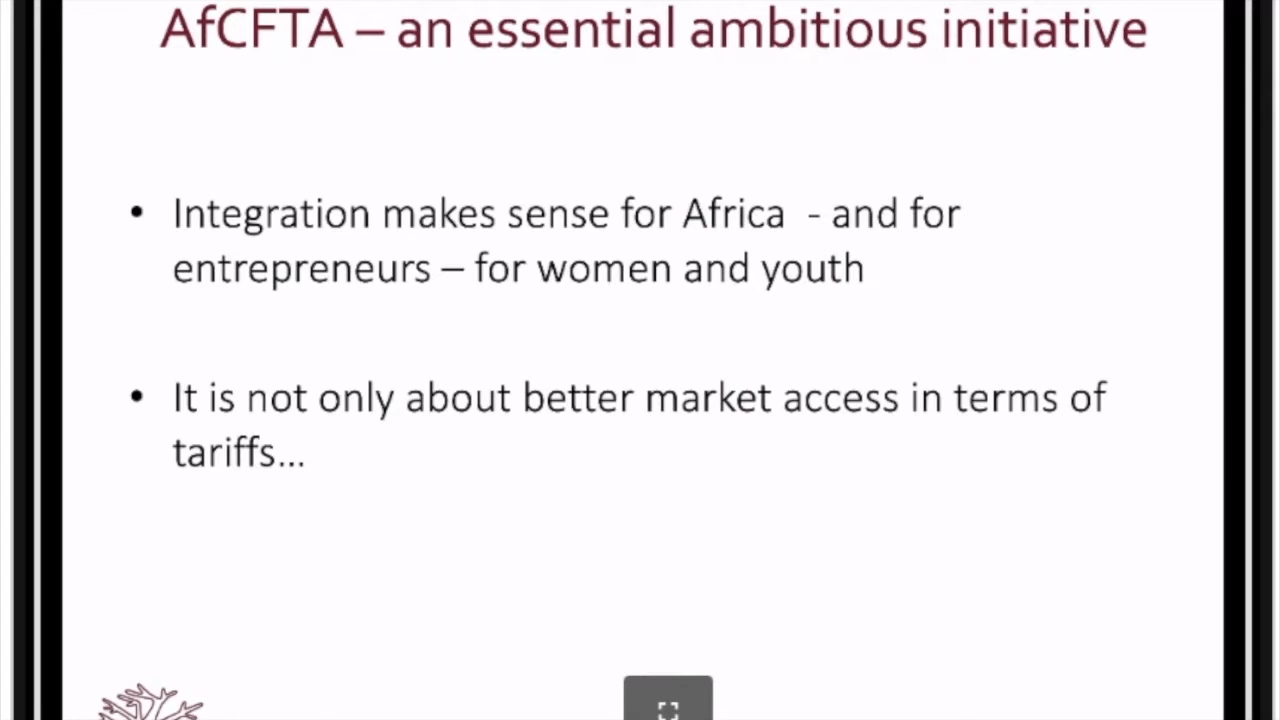 AfCFTA – an essential ambitious initiative
• Integration makes sense for Africa  - and for
entrepreneurs – for women and youth
• It is not only about better market access in terms of
tariffs...